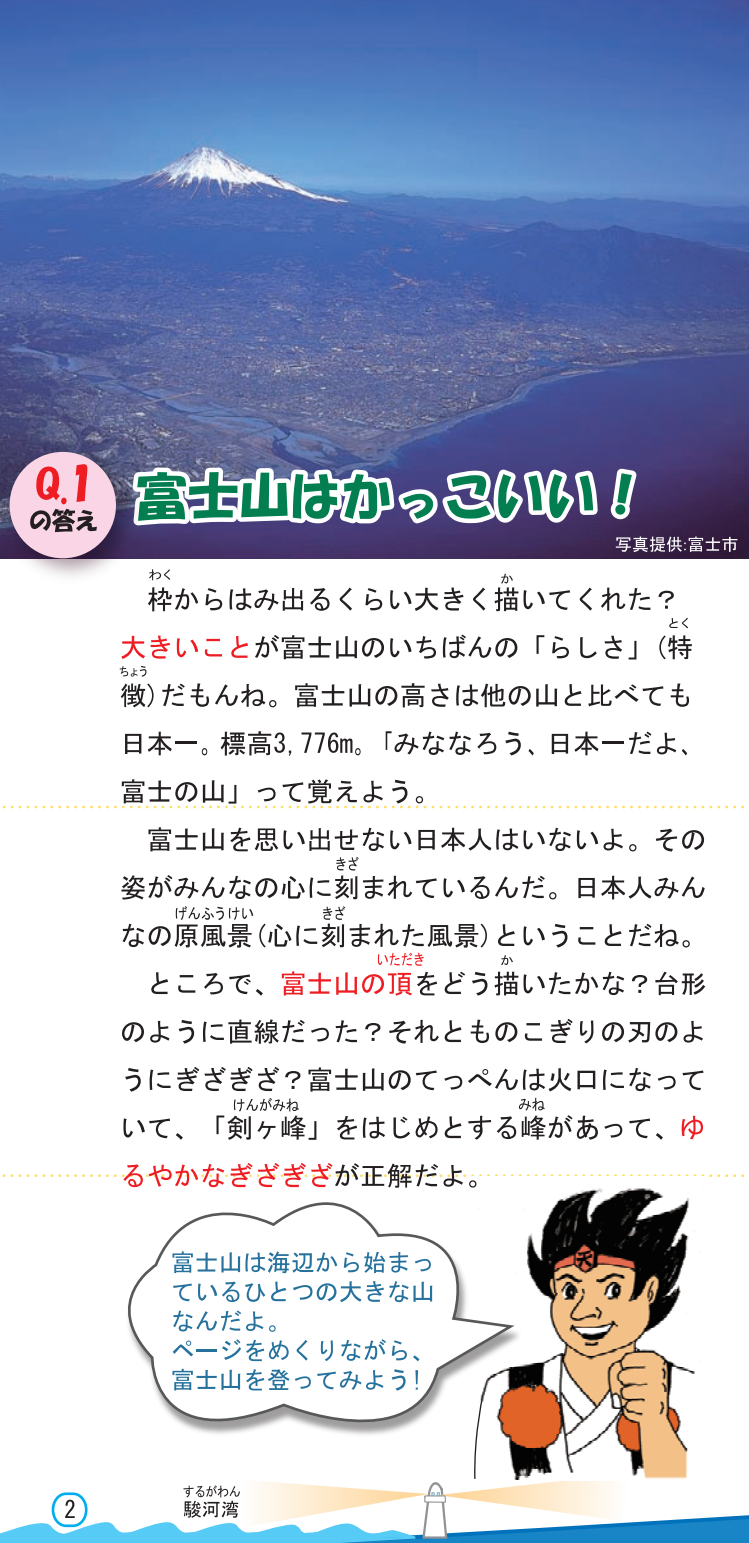 Q.1
の答え
富士山はかっこいい！
写真提供:富士市
わく
か
枠からはみ出るくらい大きく描いてくれた？
とく
大きいことが富士山のいちばんの「らしさ」(特
ちょう
徴)だもんね。富士山の高さは他の山と比べても
日本一。標高3,776m。「みななろう、日本一だよ、
富士の山」って覚えよう。
富士山を思い出せない日本人はいないよ。その
きざ
姿がみんなの心に刻まれているんだ。日本人みん
げんふうけい
きざ
なの原風景(心に刻まれた風景)ということだね。
いただき
か
ところで、富士山の頂をどう描いたかな？台形
のように直線だった？それとものこぎりの刃のよ
うにぎざぎざ？富士山のてっぺんは火口になって
けんがみね
みね
いて、「剣ヶ峰」をはじめとする峰があって、ゆ
るやかなぎざぎざが正解だよ。
富士山は海辺から始まっ
ているひとつの大きな山
なんだよ。
ページをめくりながら、
富士山を登ってみよう!
天
2
するがわん
駿河湾